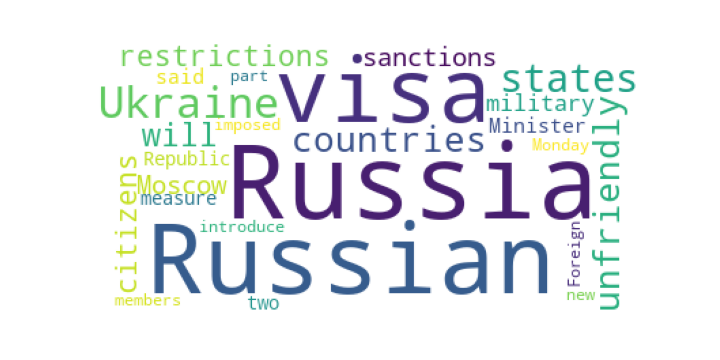 restrictions
sanctions
said
part
visa
states
Ukraine
military
imposed
Minister
will
countries
Monday
Republic
Russia
unfriendly
citizens
Moscow
measure
introduce
Russian
Foreign
members
two
new